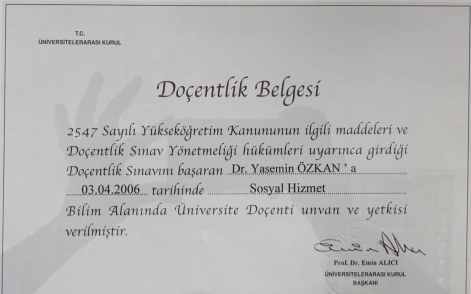 T.C.
ÜNİVERSİTELERARASI KURUL
Doçentlik Belgesi
2547 Sayılı Yükseköğretim Kanununun ilgili maddeleri ve
Doçentlik Sınav Yönetmeliği hükümleri uyarınca girdiği
Doçentlik Sınavını başaran Dr. Yasemin ÖZKAN ' a
03.04.2006 tarihinde Sosyal Hizmet
Bilim Alanında Üniversite Doçenti unvan ve yetkisi
verilmiştir.
Prof. Dr. Emin ALICI
ÜNİVERSİTELERARASI KURUL
BAŞKANI